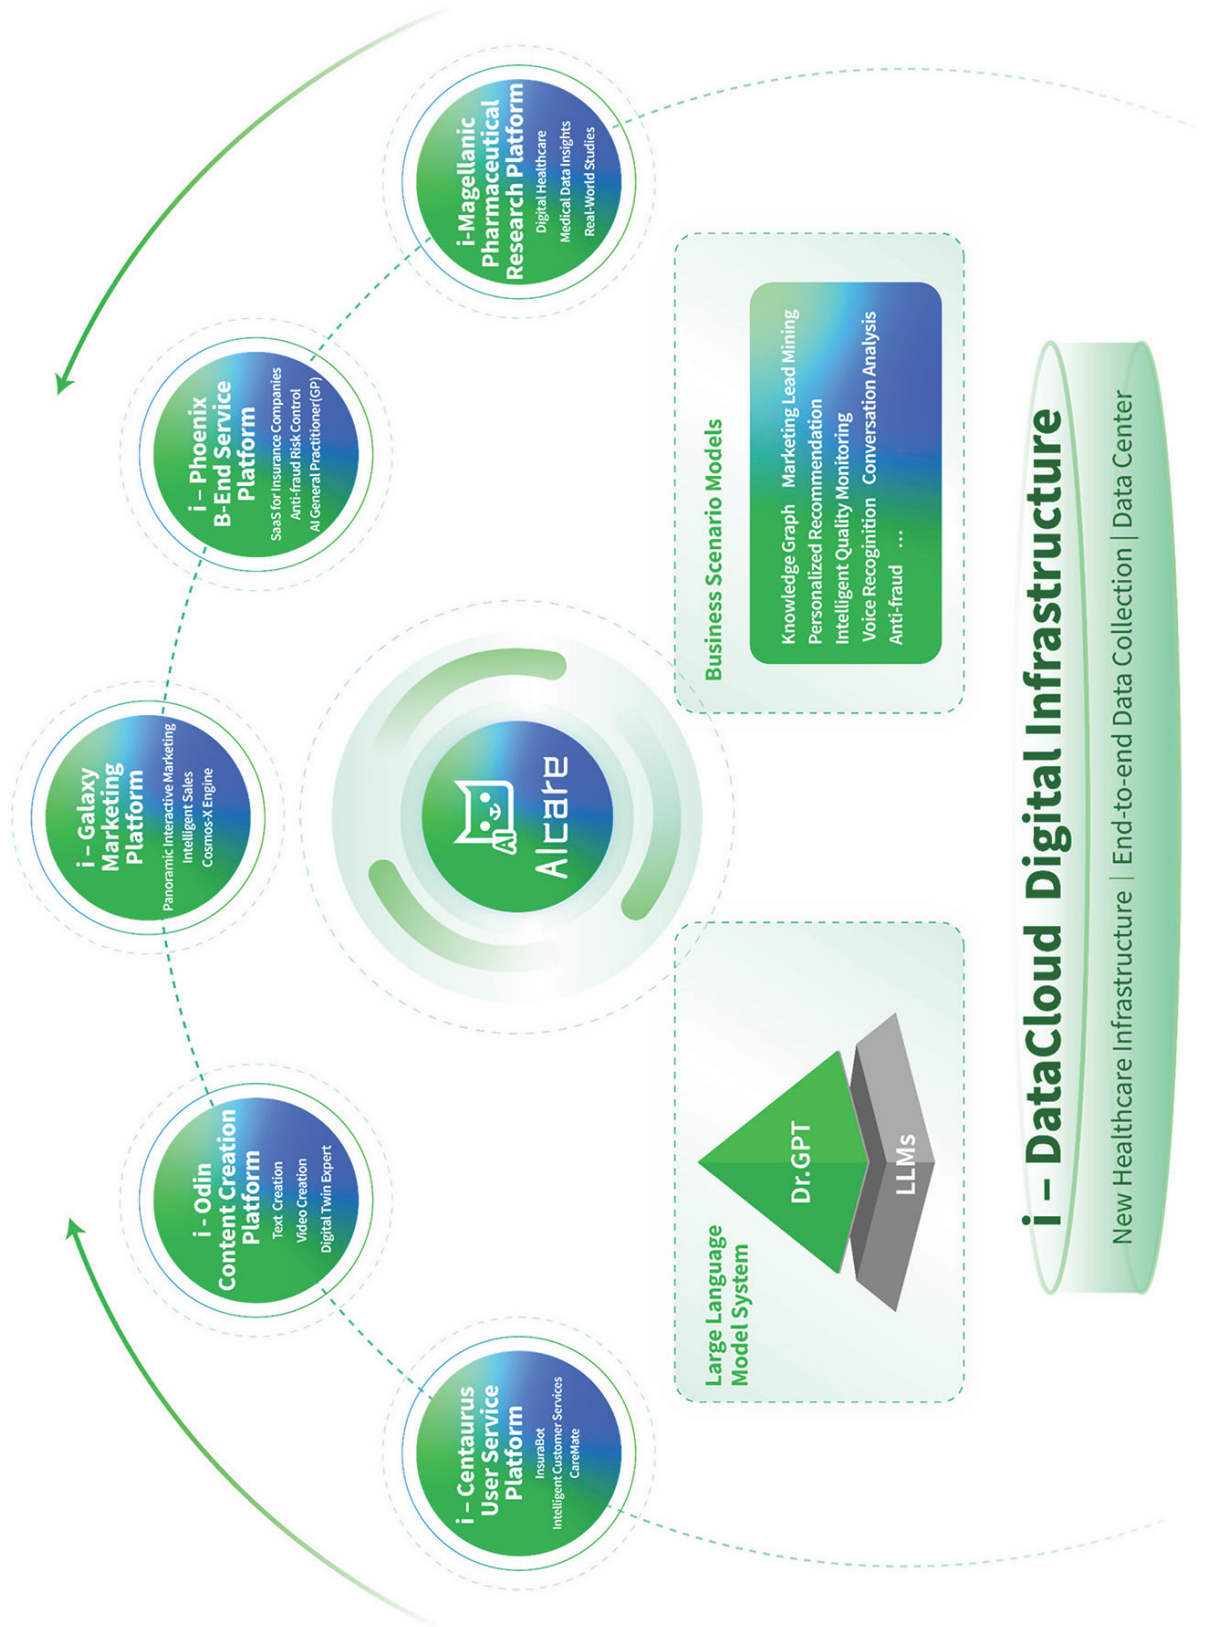 i – Galaxy
Marketing
Platform
Panoramic Interactive Marketing
Intelligent Sales
Cosmos-X Engine
i - Odin
Content Creation
Platform
Text Creation
Video Creation
Digital Twin Expert
i – Phoenix
B-End Service
Platform
SaaS for Insurance Companies
Anti-fraud Risk Control
AI General Practitioner(GP)
i – Centaurus
User Service
Platform
InsuraBot
Intelligent Customer Services
CareMate
AI
AIcare
i-Magellanic
Pharmaceutical
Research Platform
Digital Healthcare
Medical Data Insights
Real-World Studies
Large Language
Model System
Dr.GPT
LLMs
Business Scenario Models
Knowledge Graph Marketing Lead Mining
Personalized Recommendation
Intelligent Quality Monitoring
Voice Recoginition Conversation Analysis
Anti-fraud ...
i – DataCloud Digital Infrastructure
New Healthcare Infrastructure | End-to-end Data Collection | Data Center